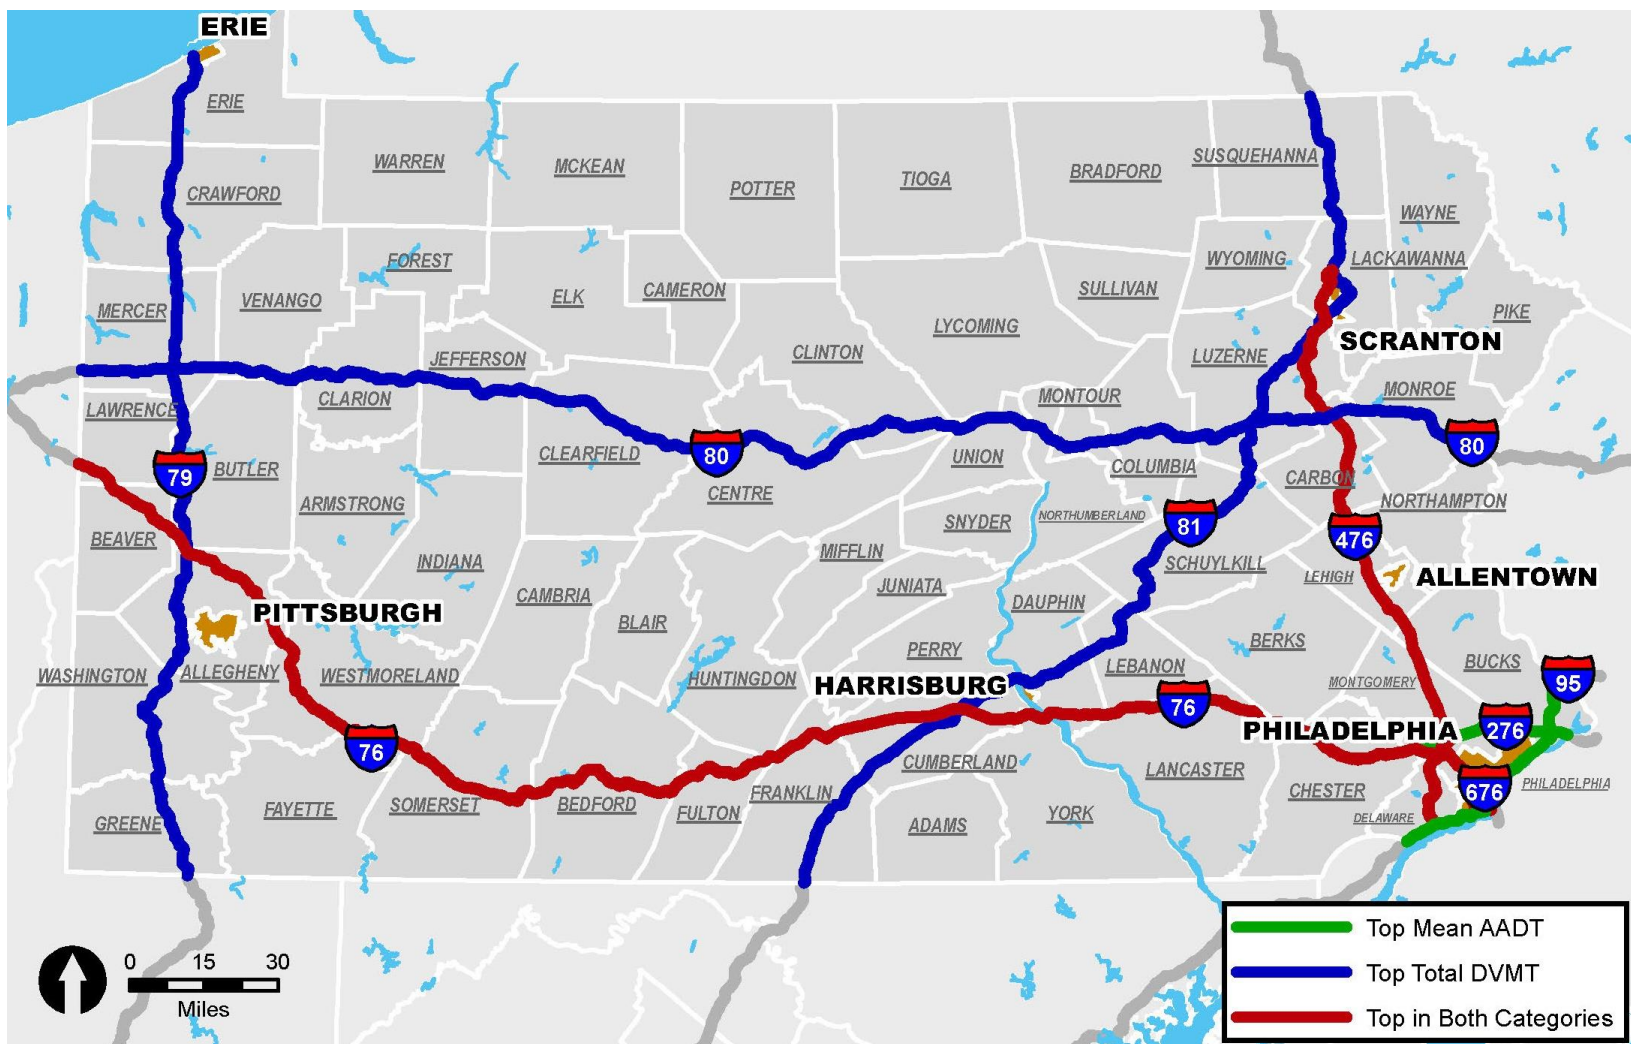 ERIE
ERIE
WARREN
MCKEAN
POTTER
TIOGA
BRADFORD
SUSQUEHANNA
CRAWFORD
WAYNE
FOREST
WYOMING
LACKAWANNA
VENANGO
ELK
CAMERON
SULLIVAN
MERCER
LYCOMING
PIKE
SCRANTON
JEFFERSON
CLINTON
LUZERNE
MONROE
LAWRENCE
CLARION
MONTOUR
80
80
CLEARFIELD
UNION
79
BUTLER
COLUMBIA
CARBON
CENTRE
ARMSTRONG
NORTHAMPTON
SNYDER
NORTHUMBERLAND
81
476
BEAVER
MIFFLIN
INDIANA
SCHUYLKILL
LEHIGH
ALLENTOWN
JUNIATA
CAMBRIA
DAUPHIN
PITTSBURGH
BLAIR
BERKS
PERRY
WASHINGTON
ALLEGHENY
WESTMORELAND
HUNTINGDON
HARRISBURG
LEBANON
MONTGOMERY
BUCKS
95
76
76
PHILADELPHIA
276
CUMBERLAND
LANCASTER
PHILADELPHIA
676
CHESTER
FRANKLIN
SOMERSET
BEDFORD
FAYETTE
FULTON
GREENE
ADAMS
YORK
DELAWARE
Top Mean AADT
Top Total DVMT
Top in Both Categories
0 15 30
Miles